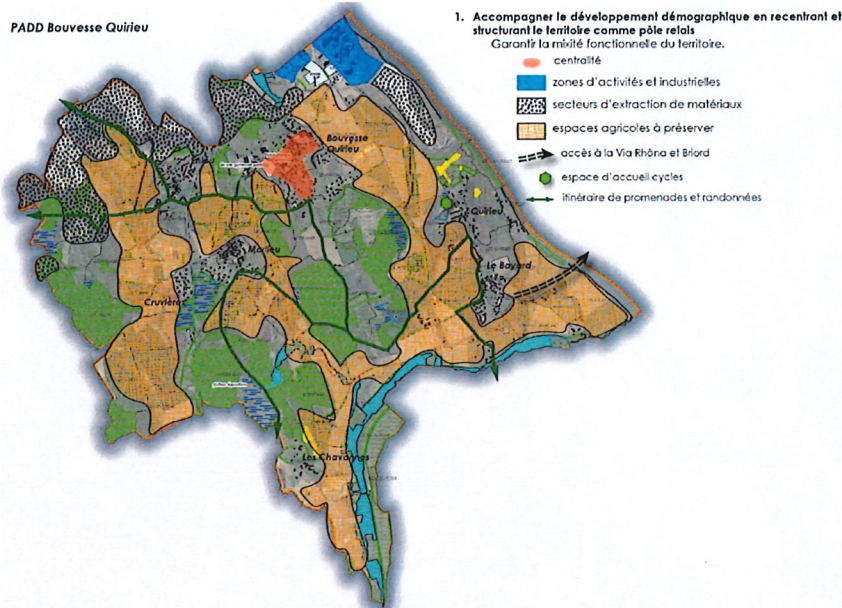 PADD Bouvesse Quirieu
1. Accompagner le développement démographique en recentrant et
structurant le territoire comme pôle relais
Garantir la mixité fonctionnelle du territoire.
centralité
zones d'activités et industrielles
secteurs d'extraction de matériaux
espaces agricoles à préserver
accès à la Via Rhôna et Briord
espace d'accueil cycles
itinéraire de promenades et randonnées
Bouvesse
Quirieu
Quirieu
Marieu
Le Bayard
Cruvières
Les Chavannes